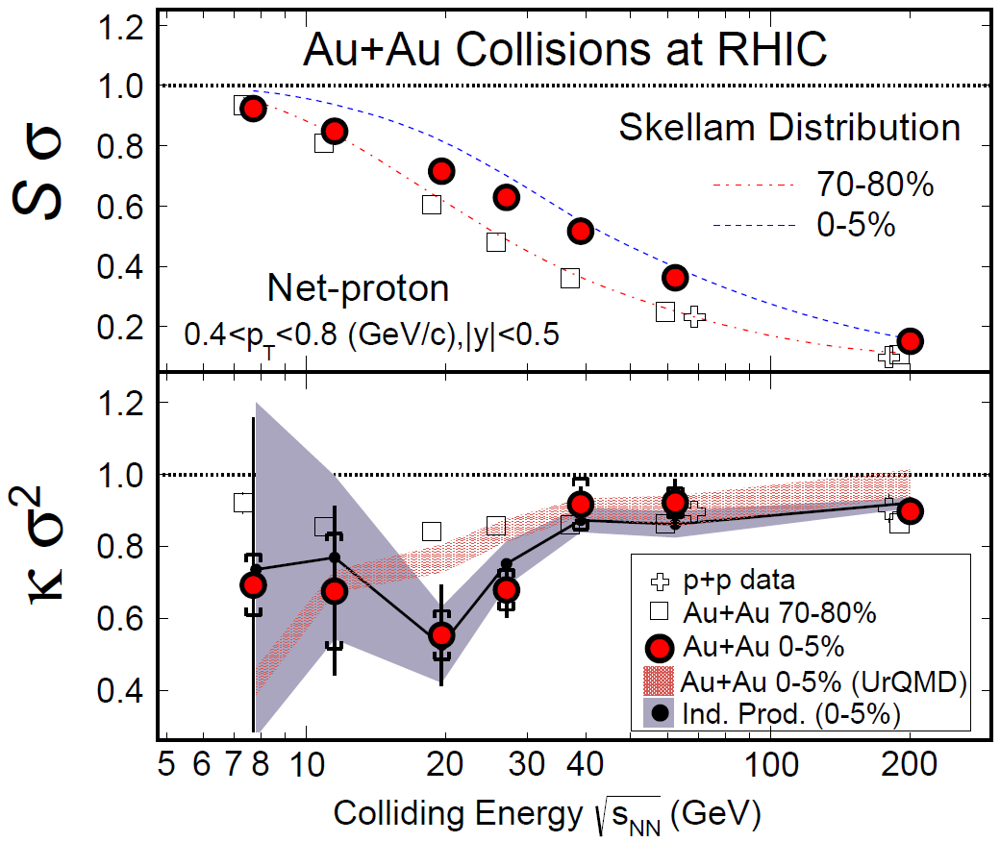 Au+Au Collisions at RHIC
S σ
1.2
1.0
0.8
0.6
0.4
0.2
Skellam Distribution
70-80%
0-5%
Net-proton
0.4<p_T<0.8 (GeV/c),|y|<0.5
κ σ²
1.2
1.0
0.8
0.6
0.4
p+p data
Au+Au 70-80%
Au+Au 0-5%
Au+Au 0-5% (UrQMD)
Ind. Prod. (0-5%)
5 6 7 8 10 20 30 40 100 200
Colliding Energy √s_NN (GeV)